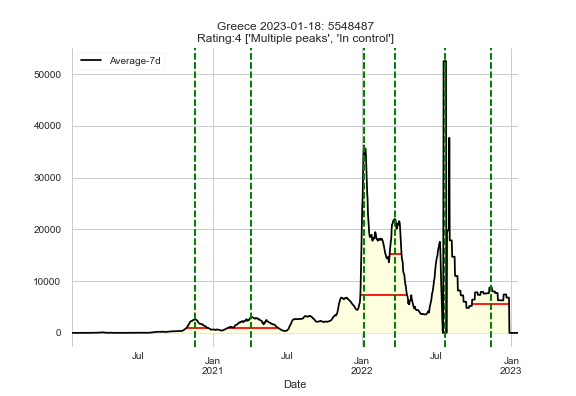 Greece 2023-01-18: 5548487
Rating:4 ['Multiple peaks', 'In control']
Average-7d
50000
40000
30000
20000
10000
0
Jul
Jan
2021
Jul
Jan
2022
Jul
Jan
2023
Date